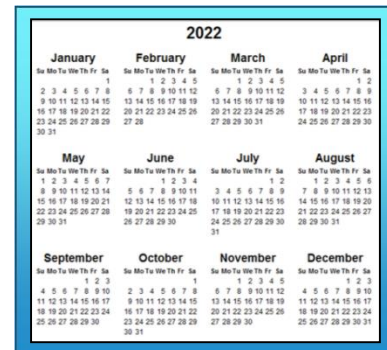 2022
January February March April
Su Mo Tu We Th Fr Sa Su Mo Tu We Th Fr Sa Su Mo Tu We Th Fr Sa Su Mo Tu We Th Fr Sa
1 1 2 3 4 5 1 2 3 4 5 1 2
2 3 4 5 6 7 8 6 7 8 9 10 11 12 6 7 8 9 10 11 12 3 4 5 6 7 8 9
9 10 11 12 13 14 15 13 14 15 16 17 18 19 13 14 15 16 17 18 19 10 11 12 13 14 15 16
16 17 18 19 20 21 22 20 21 22 23 24 25 26 20 21 22 23 24 25 26 17 18 19 20 21 22 23
23 24 25 26 27 28 29 27 28 27 28 29 30 31 24 25 26 27 28 29 30
30 31
May June July August
Su Mo Tu We Th Fr Sa Su Mo Tu We Th Fr Sa Su Mo Tu We Th Fr Sa Su Mo Tu We Th Fr Sa
1 2 3 4 5 6 7 1 2 3 4 1 2 1 2 3 4 5 6
8 9 10 11 12 13 14 5 6 7 8 9 10 11 3 4 5 6 7 8 9 7 8 9 10 11 12 13
15 16 17 18 19 20 21 12 13 14 15 16 17 18 10 11 12 13 14 15 16 14 15 16 17 18 19 20
22 23 24 25 26 27 28 19 20 21 22 23 24 25 17 18 19 20 21 22 23 21 22 23 24 25 26 27
29 30 31 26 27 28 29 30 24 25 26 27 28 29 30 28 29 30 31
31
September October November December
Su Mo Tu We Th Fr Sa Su Mo Tu We Th Fr Sa Su Mo Tu We Th Fr Sa Su Mo Tu We Th Fr Sa
1 2 3 1 1 2 3 4 5 1 2 3
4 5 6 7 8 9 10 2 3 4 5 6 7 8 6 7 8 9 10 11 12 4 5 6 7 8 9 10
11 12 13 14 15 16 17 9 10 11 12 13 14 15 13 14 15 16 17 18 19 11 12 13 14 15 16 17
18 19 20 21 22 23 24 16 17 18 19 20 21 22 20 21 22 23 24 25 26 18 19 20 21 22 23 24
25 26 27 28 29 30 23 24 25 26 27 28 29 27 28 29 30 25 26 27 28 29 30 31
30 31